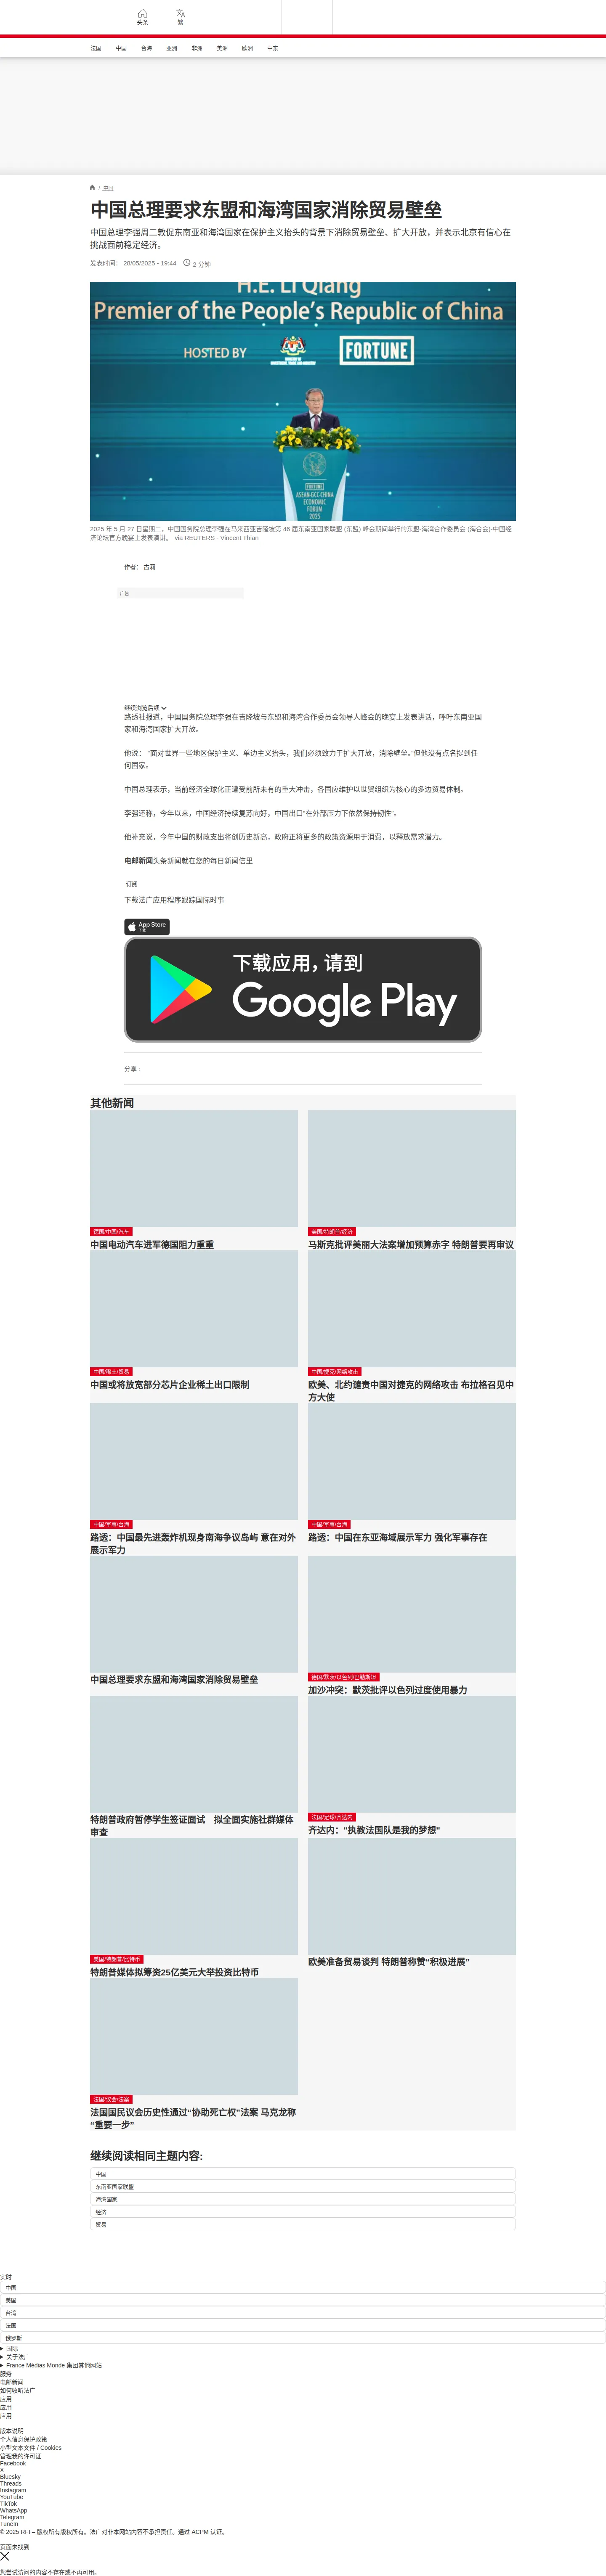 头条
繁
法国
中国
台海
亚洲
非洲
美洲
欧洲
中东
/ 中国
中国总理要求东盟和海湾国家消除贸易壁垒
中国总理李强周二敦促东南亚和海湾国家在保护主义抬头的背景下消除贸易壁垒、扩大开放，并表示北京有信心在
挑战面前稳定经济。
发表时间： 28/05/2025 - 19:44
2 分钟
H.E. Li Qiang
Premier of the People's Republic of China
HOSTED BY
FORTUNE
FORTUNE
ASEAN-GCC-CHINA
ECONOMIC
FORUM
2025
2025 年 5 月 27 日星期二，中国国务院总理李强在马来西亚吉隆坡第 46 届东南亚国家联盟 (东盟) 峰会期间举行的东盟-海湾合作委员会 (海合会)-中国经
济论坛官方晚宴上发表演讲。 via REUTERS - Vincent Thian
作者： 古莉
广告
继续浏览后续
路透社报道，中国国务院总理李强在吉隆坡与东盟和海湾合作委员会领导人峰会的晚宴上发表讲话，呼吁东南亚国
家和海湾国家扩大开放。
他说： “面对世界一些地区保护主义、单边主义抬头，我们必须致力于扩大开放，消除壁垒。”但他没有点名提到任
何国家。
中国总理表示，当前经济全球化正遭受前所未有的重大冲击，各国应维护以世贸组织为核心的多边贸易体制。
李强还称，今年以来，中国经济持续复苏向好，中国出口“在外部压力下依然保持韧性”。
他补充说，今年中国的财政支出将创历史新高，政府正将更多的政策资源用于消费，以释放需求潜力。
电邮新闻头条新闻就在您的每日新闻信里
订阅
下载法广应用程序跟踪国际时事
App Store
下载应用，请到
Google Play
分享 :
其他新闻
德国/中国/汽车
中国电动汽车进军德国阻力重重
美国/特朗普/经济
马斯克批评美丽大法案增加预算赤字 特朗普要再审议
中国/稀土/贸易
中国或将放宽部分芯片企业稀土出口限制
中国/捷克/网络攻击
欧美、北约谴责中国对捷克的网络攻击 布拉格召见中
方大使
中国/军事/台海
路透：中国最先进轰炸机现身南海争议岛屿 意在对外
展示军力
中国/军事/台海
路透：中国在东亚海域展示军力 强化军事存在
中国总理要求东盟和海湾国家消除贸易壁垒
德国/默茨/以色列/巴勒斯坦
加沙冲突：默茨批评以色列过度使用暴力
特朗普政府暂停学生签证面试　拟全面实施社群媒体
审查
法国/足球/齐达内
齐达内："执教法国队是我的梦想"
美国/特朗普/比特币
特朗普媒体拟筹资25亿美元大举投资比特币
欧美准备贸易谈判 特朗普称赞“积极进展”
法国/议会/法案
法国国民议会历史性通过“协助死亡权”法案 马克龙称
“重要一步”
继续阅读相同主题内容:
中国
东南亚国家联盟
海湾国家
经济
贸易
实时
中国
美国
台湾
法国
俄罗斯
国际
关于法广
France Médias Monde 集团其他网站
服务
电邮新闻
如何收听法广
应用
应用
应用
版本说明
个人信息保护政策
小型文本文件 / Cookies
管理我的许可证
Facebook
X
Bluesky
Threads
Instagram
YouTube
TikTok
WhatsApp
Telegram
TuneIn
© 2025 RFI – 版权所有版权所有。法广对非本网站内容不承担责任。通过 ACPM 认证。
页面未找到
您尝试访问的内容不存在或不再可用。